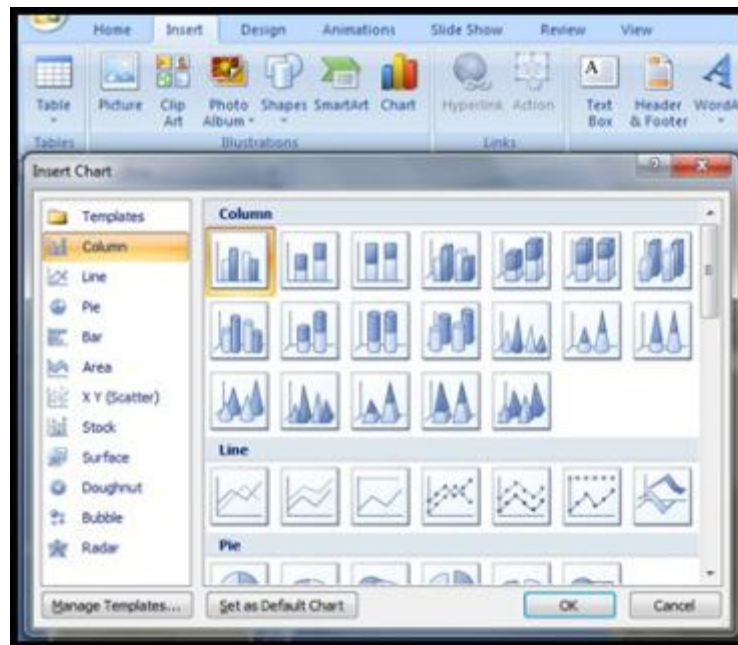 Home Insert Design Animations Slide Show Review View
Table Picture Clip Art Photo Album Shapes SmartArt Chart Hyperlink Action Text Box Header & Footer WordA
Tables Illustrations Links
Insert Chart
Templates
Column
Line
Pie
Bar
Area
X Y (Scatter)
Stock
Surface
Doughnut
Bubble
Radar
Column
Line
Pie
Manage Templates... Set as Default Chart OK Cancel